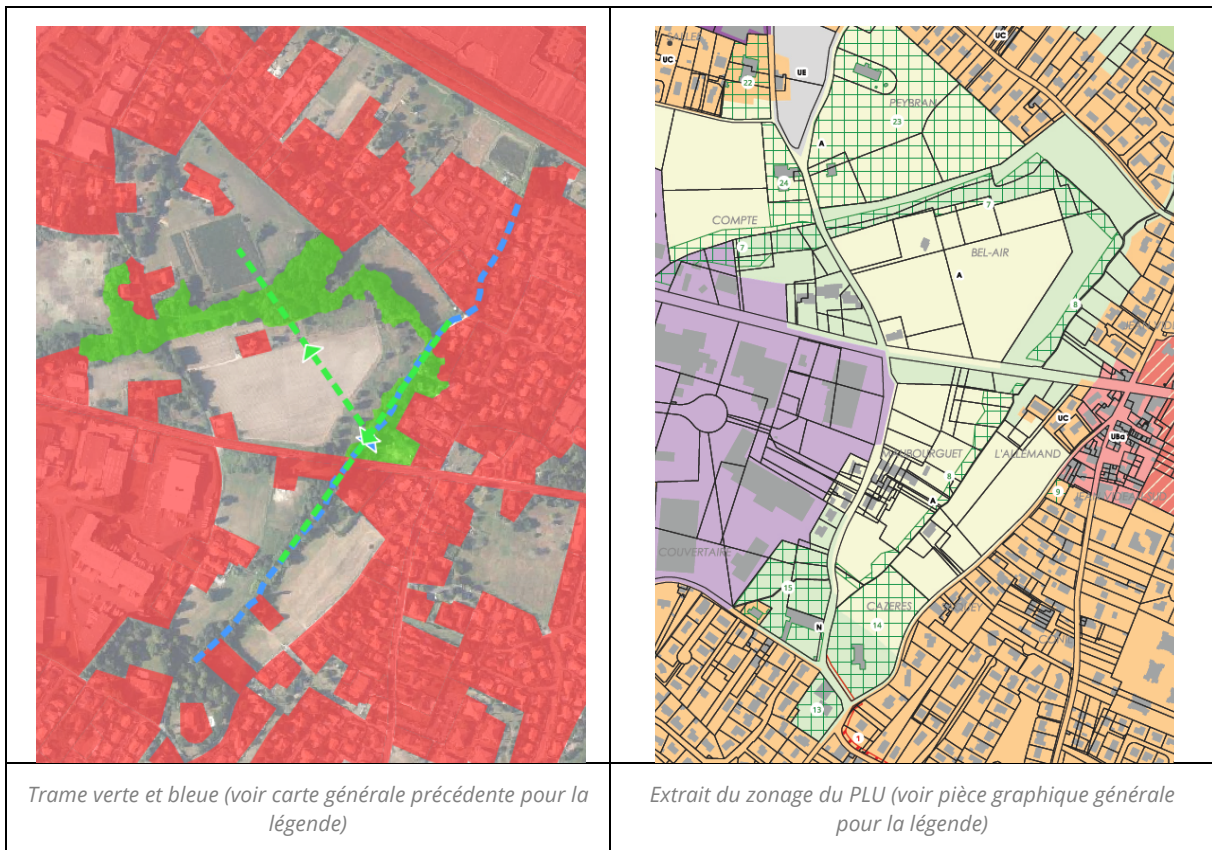 UC
22
UE
UC
PEYBRAN
23
A
24
COMPTE
7
7
BEL-AIR
A
8
UC
UBa
L'ALLEMAND
8
A
9
COUVERTAIRE
15
CAZERES
14
N
13
1
Trame verte et bleue (voir carte générale précédente pour la
légende)
Extrait du zonage du PLU (voir pièce graphique générale
pour la légende)